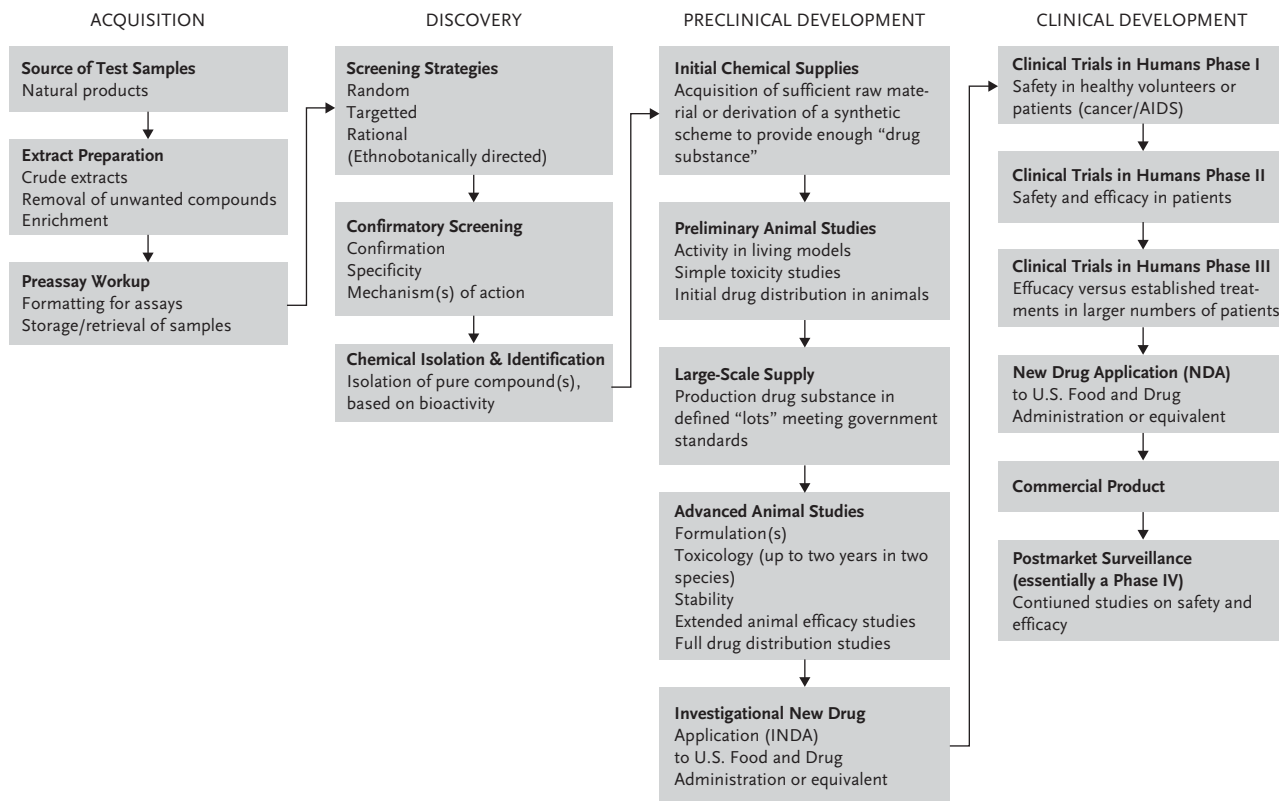 ACQUISITION
Source of Test Samples
Natural products
Extract Preparation
Crude extracts
Removal of unwanted compounds
Enrichment
Preassay Workup
Formatting for assays
Storage/retrieval of samples
DISCOVERY
Screening Strategies
Random
Targetted
Rational
(Ethnobotanically directed)
Confirmatory Screening
Confirmation
Specificity
Mechanism(s) of action
Chemical Isolation & Identification
Isolation of pure compound(s),
based on bioactivity
PRECLINICAL DEVELOPMENT
Initial Chemical Supplies
Acquisition of sufficient raw mate-
rial or derivation of a synthetic
scheme to provide enough “drug
substance”
Preliminary Animal Studies
Activity in living models
Simple toxicity studies
Initial drug distribution in animals
Large-Scale Supply
Production drug substance in
defined “lots” meeting government
standards
Advanced Animal Studies
Formulation(s)
Toxicology (up to two years in two
species)
Stability
Extended animal efficacy studies
Full drug distribution studies
Investigational New Drug
Application (INDA)
to U.S. Food and Drug
Administration or equivalent
CLINICAL DEVELOPMENT
Clinical Trials in Humans Phase I
Safety in healthy volunteers or
patients (cancer/AIDS)
Clinical Trials in Humans Phase II
Safety and efficacy in patients
Clinical Trials in Humans Phase III
Effucacy versus established treat-
ments in larger numbers of patients
New Drug Application (NDA)
to U.S. Food and Drug
Administration or equivalent
Commercial Product
Postmarket Surveillance
(essentially a Phase IV)
Contiuned studies on safety and
efficacy